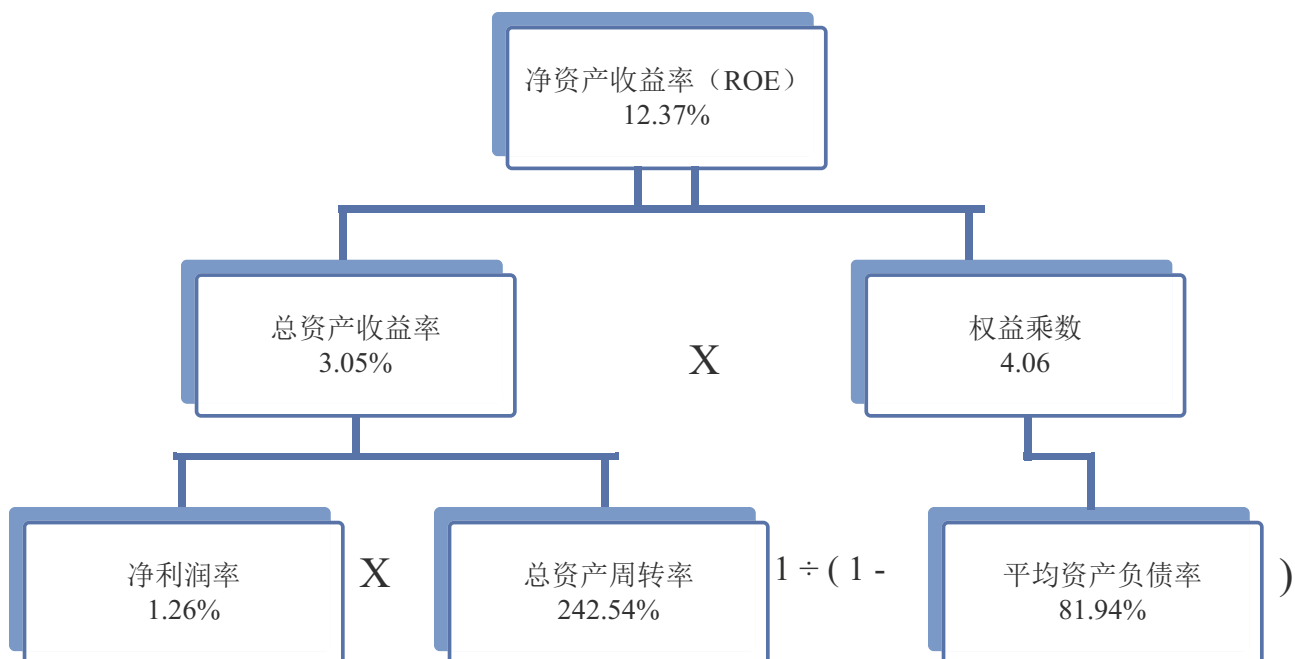 净资产收益率（ROE）
12.37%
总资产收益率
3.05%
X
权益乘数
4.06
净利润率
1.26%
X
总资产周转率
242.54%
1 ÷ ( 1 -
平均资产负债率
81.94%
)